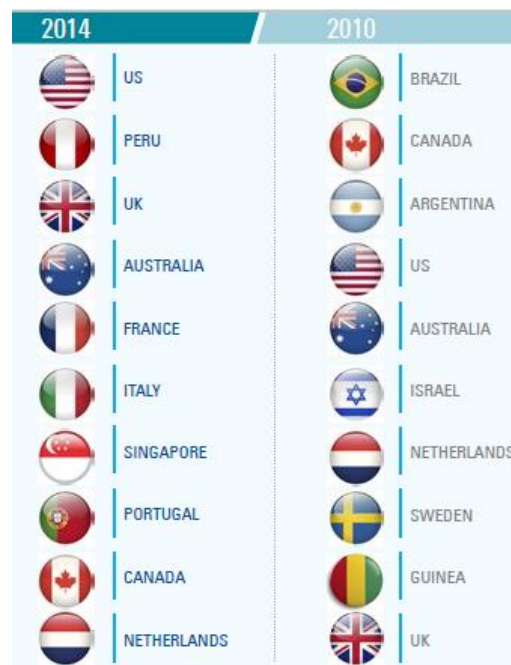 2014 2010
US BRAZIL
PERU CANADA
UK ARGENTINA
AUSTRALIA US
FRANCE AUSTRALIA
ITALY ISRAEL
SINGAPORE NETHERLANDS
PORTUGAL SWEDEN
CANADA GUINEA
NETHERLANDS UK